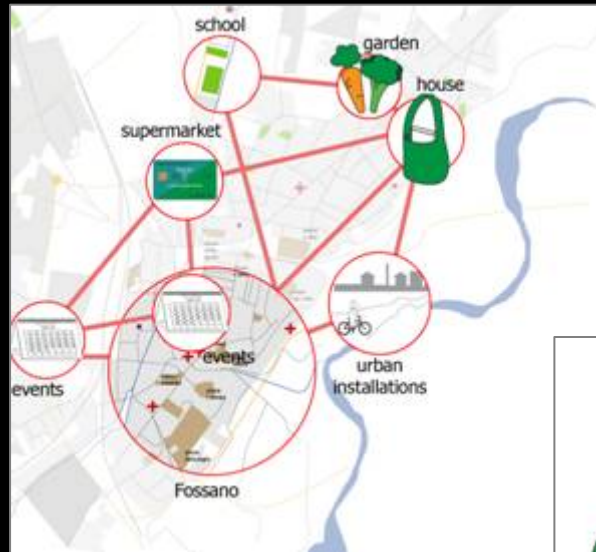 school
garden
house
supermarket
events
events
urban
installations
Fossano